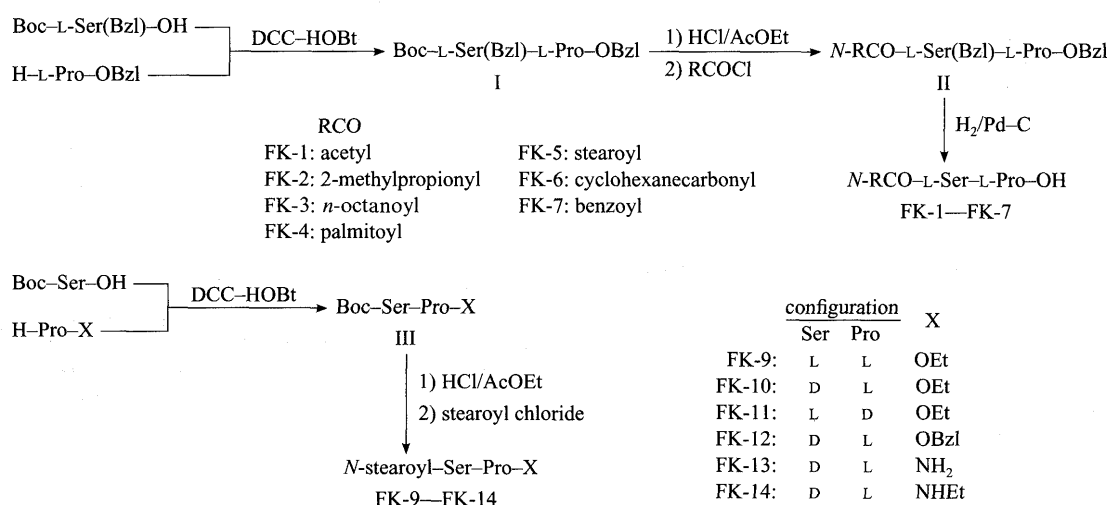 Boc–L-Ser(Bzl)–OH
H–L-Pro–OBzl
DCC–HOBt
Boc–L-Ser(Bzl)–L-Pro–OBzl
I
1) HCl/AcOEt
2) RCOCl
N-RCO–L-Ser(Bzl)–L-Pro–OBzl
II
H2/Pd–C
N-RCO–L-Ser–L-Pro–OH
FK-1—FK-7
RCO
FK-1: acetyl
FK-2: 2-methylpropionyl
FK-3: n-octanoyl
FK-4: palmitoyl
FK-5: stearoyl
FK-6: cyclohexanecarbonyl
FK-7: benzoyl
Boc–Ser–OH
H–Pro–X
DCC–HOBt
Boc–Ser–Pro–X
III
1) HCl/AcOEt
2) stearoyl chloride
N-stearoyl–Ser–Pro–X
FK-9—FK-14
configuration X
Ser Pro
FK-9: L L OEt
FK-10: D L OEt
FK-11: L D OEt
FK-12: D L OBzl
FK-13: D L NH2
FK-14: D L NHEt